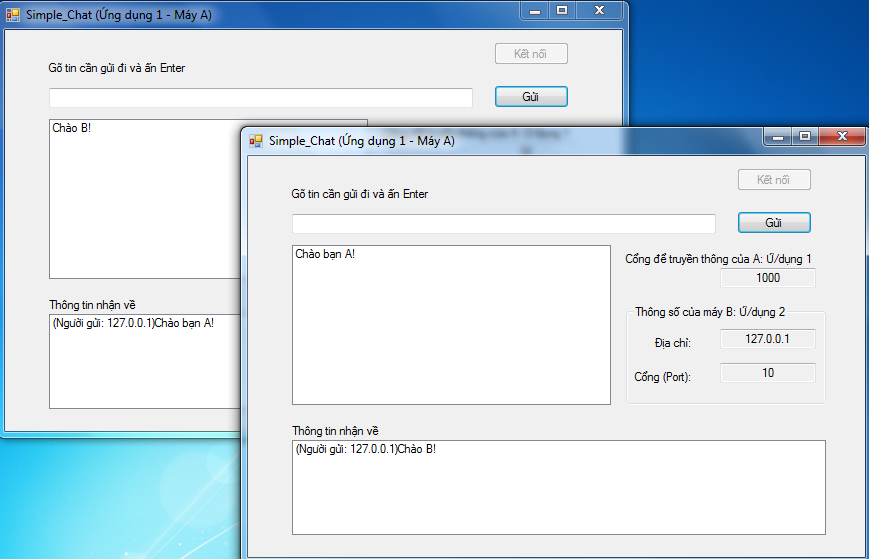 Simple_Chat (Ứng dụng 1 - Máy A)
Kết nối
Gõ tin cần gửi đi và ấn Enter
Gửi
Chào B!
Thông tin nhận về
(Người gửi: 127.0.0.1)Chào bạn A!
Simple_Chat (Ứng dụng 1 - Máy A)
Kết nối
Gõ tin cần gửi đi và ấn Enter
Gửi
Chào bạn A!
Cổng để truyền thông của A: Ứ/dụng 1
1000
Thông số của máy B: Ứ/dụng 2
Địa chỉ:
127.0.0.1
Cổng (Port):
10
Thông tin nhận về
(Người gửi: 127.0.0.1)Chào B!